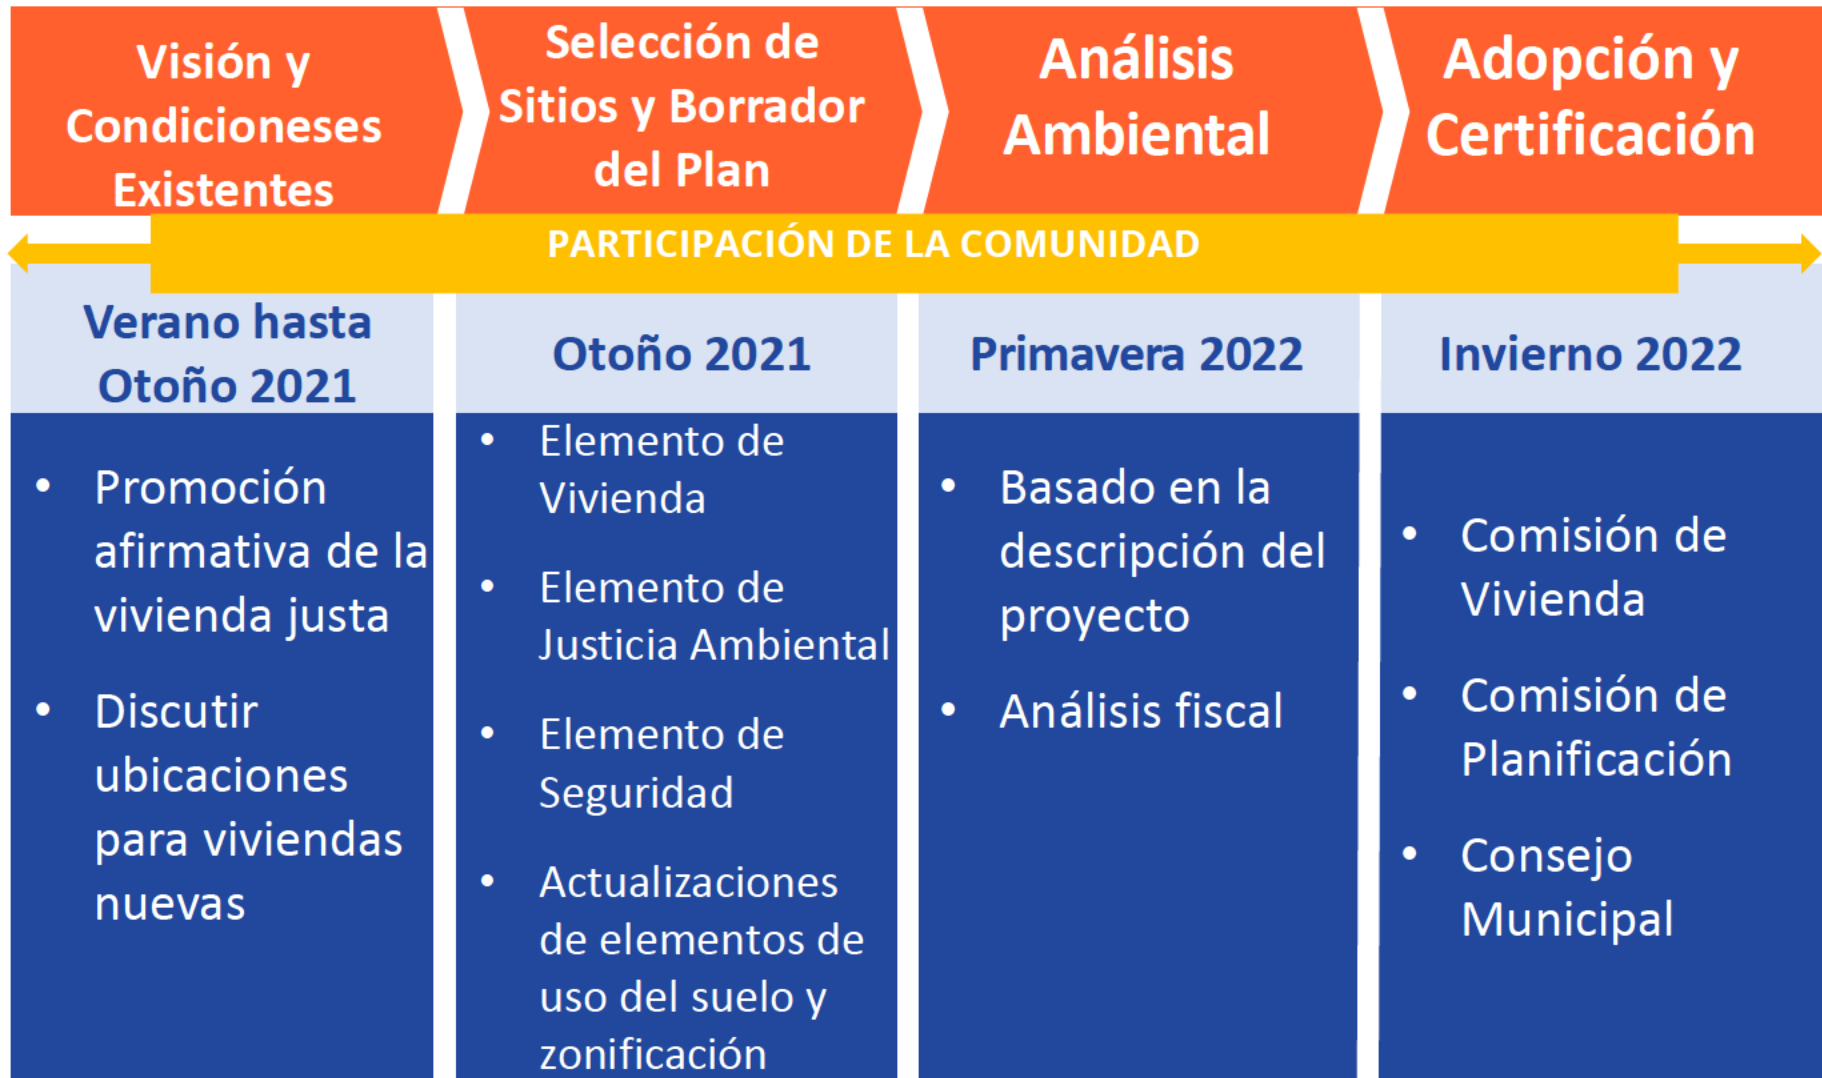 Visión y
Condicioneses
Existentes
Selección de
Sitios y Borrador
del Plan
Análisis
Ambiental
Adopción y
Certificación
PARTICIPACIÓN DE LA COMUNIDAD
Verano hasta
Otoño 2021
Otoño 2021
Primavera 2022
Invierno 2022
• Promoción
afirmativa de la
vivienda justa
• Discutir
ubicaciones
para viviendas
nuevas
• Elemento de
Vivienda
• Elemento de
Justicia Ambiental
• Elemento de
Seguridad
• Actualizaciones
de elementos de
uso del suelo y
zonificación
• Basado en la
descripción del
proyecto
• Análisis fiscal
• Comisión de
Vivienda
• Comisión de
Planificación
• Consejo
Municipal